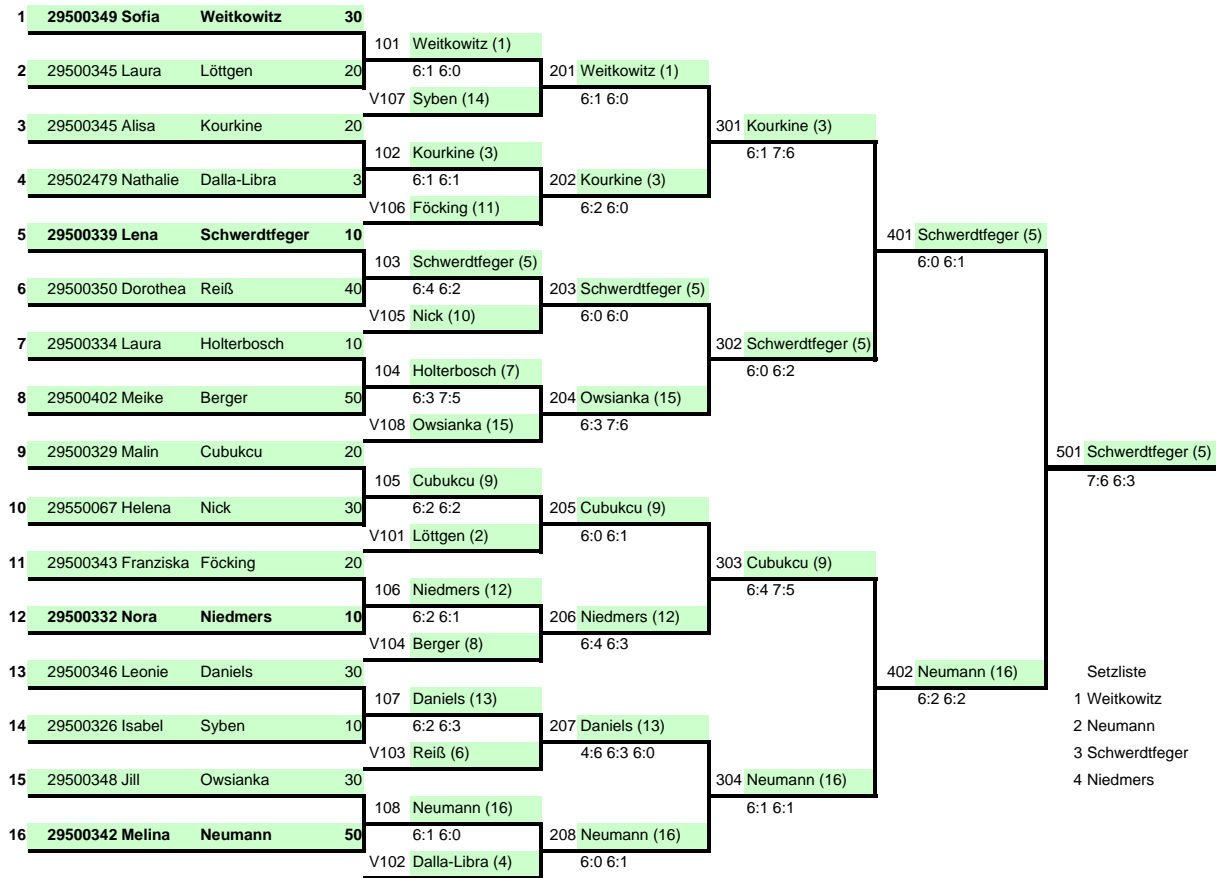 1 29500349 Sofia Weitkowitz 30
101 Weitkowitz (1)
2 29500345 Laura Löttgen 20 6:1 6:0 201 Weitkowitz (1)
V107 Syben (14) 6:1 6:0
3 29500345 Alisa Kourkine 20 301 Kourkine (3)
102 Kourkine (3) 6:1 7:6
4 29502479 Nathalie Dalla-Libra 3 6:1 6:1 202 Kourkine (3)
V106 Föcking (11) 6:2 6:0
5 29500339 Lena Schwerdtfeger 10 401 Schwerdtfeger (5)
103 Schwerdtfeger (5) 6:0 6:1
6 29500350 Dorothea Reiß 40 6:4 6:2 203 Schwerdtfeger (5)
V105 Nick (10) 6:0 6:0
7 29500334 Laura Holterbosch 10 302 Schwerdtfeger (5)
104 Holterbosch (7) 6:0 6:2
8 29500402 Meike Berger 50 6:3 7:5 204 Owsianka (15)
V108 Owsianka (15) 6:3 7:6
9 29500329 Malin Cubukcu 20 501 Schwerdtfeger (5)
105 Cubukcu (9) 7:6 6:3
10 29550067 Helena Nick 30 6:2 6:2 205 Cubukcu (9)
V101 Löttgen (2) 6:0 6:1
11 29500343 Franziska Föcking 20 303 Cubukcu (9)
106 Niedmers (12) 6:4 7:5
12 29500332 Nora Niedmers 10 6:2 6:1 206 Niedmers (12)
V104 Berger (8) 6:4 6:3
13 29500346 Leonie Daniels 30 402 Neumann (16) Setzliste
107 Daniels (13) 6:2 6:2 1 Weitkowitz
14 29500326 Isabel Syben 10 6:2 6:3 207 Daniels (13) 2 Neumann
V103 Reiß (6) 4:6 6:3 6:0 3 Schwerdtfeger
15 29500348 Jill Owsianka 30 304 Neumann (16) 4 Niedmers
108 Neumann (16) 6:1 6:1
16 29500342 Melina Neumann 50 6:1 6:0 208 Neumann (16)
V102 Dalla-Libra (4) 6:0 6:1